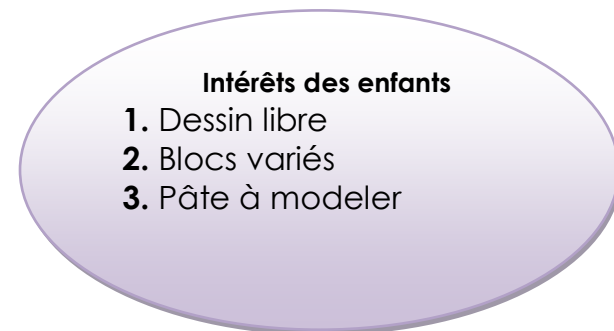 Intérêts des enfants
1. Dessin libre
2. Blocs variés
3. Pâte à modeler